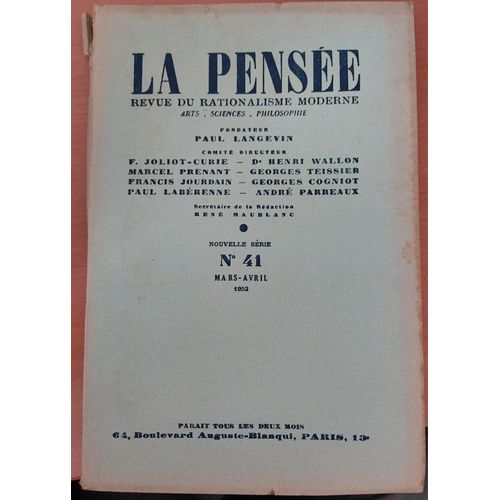 LA PENSÉE
REVUE DU RATIONALISME MODERNE
ARTS . SCIENCES . PHILOSOPHIE
FONDATEUR
PAUL LANGEVIN
COMITÉ DIRECTEUR
F. JOLIOT-CURIE — Dr HENRI WALLON
MARCEL PRENANT — GEORGES TEISSIER
FRANCIS JOURDAIN — GEORGES COGNIOT
PAUL LABÉRENNE — ANDRÉ PARREAUX
Secrétaire de la Rédaction
RENÉ MAUBLANC
NOUVELLE SÉRIE
N° 41
MARS-AVRIL
1952
PARAIT TOUS LES DEUX MOIS
64, Boulevard Auguste-Blanqui, PARIS, 13e